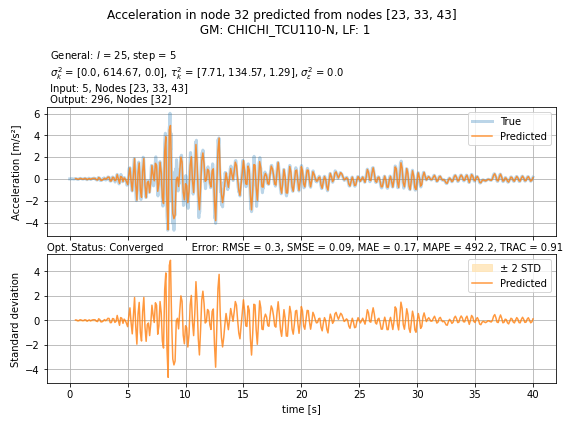 Acceleration in node 32 predicted from nodes [23, 33, 43]
GM: CHICHI_TCU110-N, LF: 1
General: l = 25, step = 5
σ²ₖ = [0.0, 614.67, 0.0], τ²ₖ = [7.71, 134.57, 1.29], σ²ε = 0.0
Input: 5, Nodes [23, 33, 43]
Output: 296, Nodes [32]
Acceleration [m/s²]
6
4
2
0
−2
−4
True
Predicted
Opt. Status: Converged Error: RMSE = 0.3, SMSE = 0.09, MAE = 0.17, MAPE = 492.2, TRAC = 0.91
Standard deviation
4
2
0
−2
−4
± 2 STD
Predicted
0 5 10 15 20 25 30 35 40
time [s]